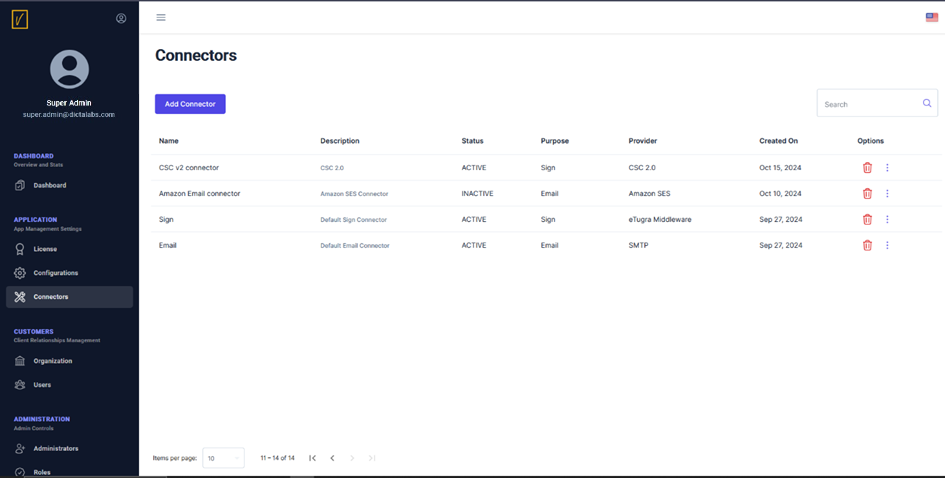 Super Admin
super.admin@dictalabs.com
DASHBOARD
Overview and Stats
Dashboard
APPLICATION
App Management Settings
License
Configurations
Connectors
CUSTOMERS
Client Relationships Management
Organization
Users
ADMINISTRATION
Admin Controls
Administrators
Roles
Connectors
Add Connector
Search
Name Description Status Purpose Provider Created On Options
CSC v2 connector CSC 2.0 ACTIVE Sign CSC 2.0 Oct 15, 2024
Amazon Email connector Amazon SES Connector INACTIVE Email Amazon SES Oct 10, 2024
Sign Default Sign Connector ACTIVE Sign eTugra Middleware Sep 27, 2024
Email Default Email Connector ACTIVE Email SMTP Sep 27, 2024
Items per page: 10 11 – 14 of 14